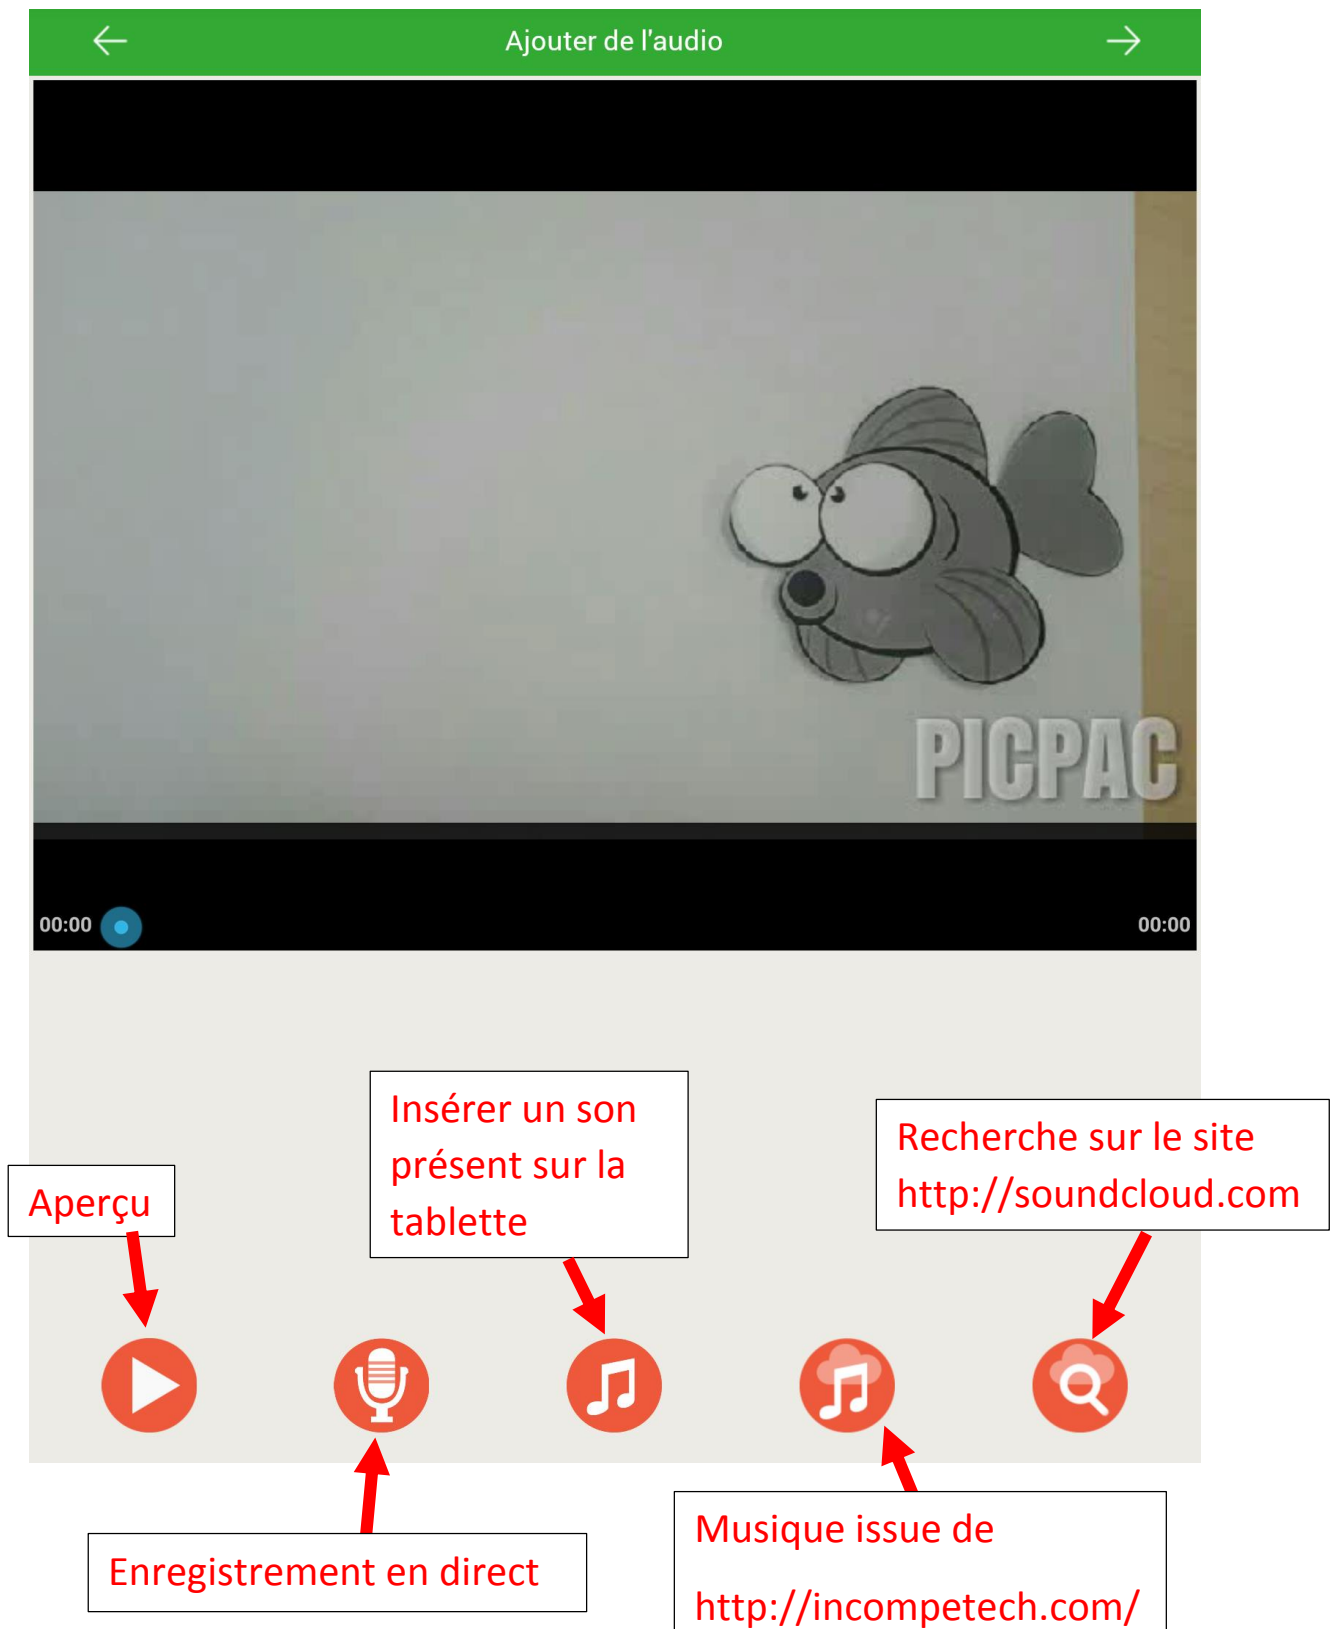 Ajouter de l'audio
PICPAC
00:00
00:00
Insérer un son
présent sur la
tablette
Recherche sur le site
http://soundcloud.com
Aperçu
Enregistrement en direct
Musique issue de
http://incompetech.com/